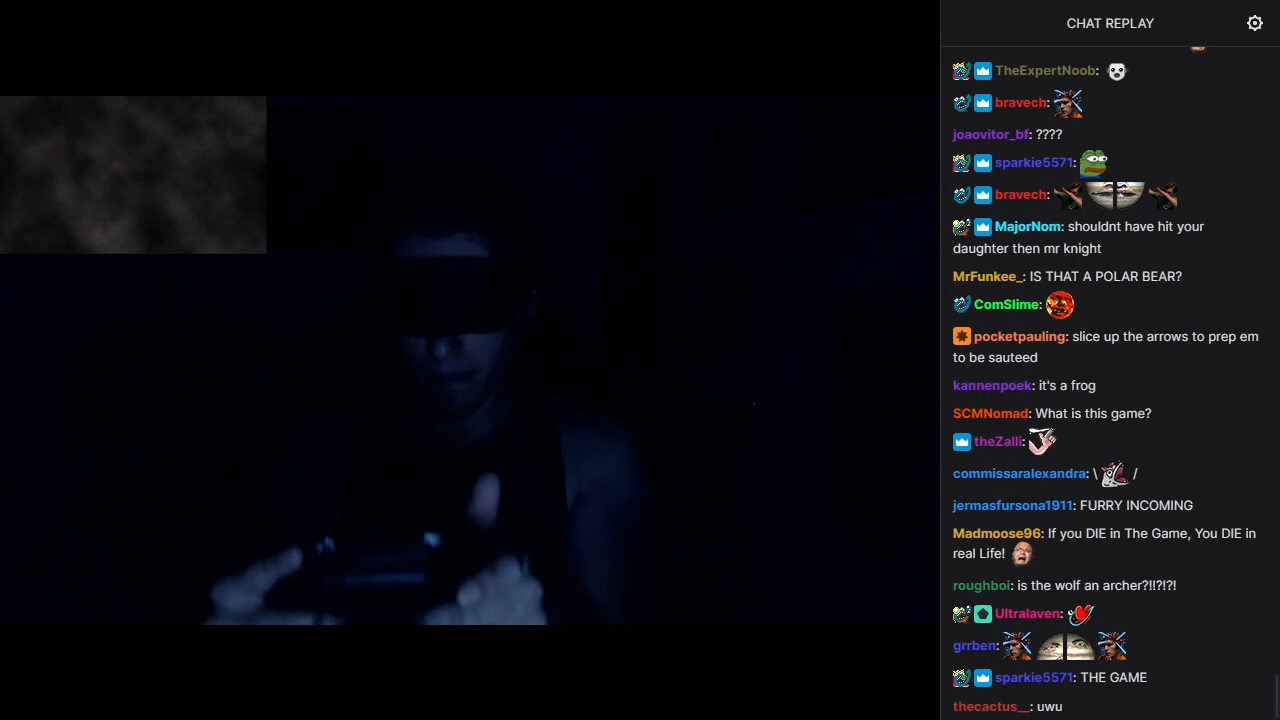 CHAT REPLAY
TheExpertNoob:
bravech:
joaovitor_bf: ????
sparkie5571:
bravech:
MajorNom: shouldnt have hit your
daughter then mr knight
MrFunkee_: IS THAT A POLAR BEAR?
ComSlime:
pocketpauling: slice up the arrows to prep em
to be sauteed
kannenpoek: it's a frog
SCMNomad: What is this game?
theZalli:
commissaralexandra: \ /
jermasfursona1911: FURRY INCOMING
Madmoose96: If you DIE in The Game, You DIE in
real Life!
roughboi: is the wolf an archer?!!?!?!
Ultralaven:
grrben:
sparkie5571: THE GAME
thecactus__: uwu